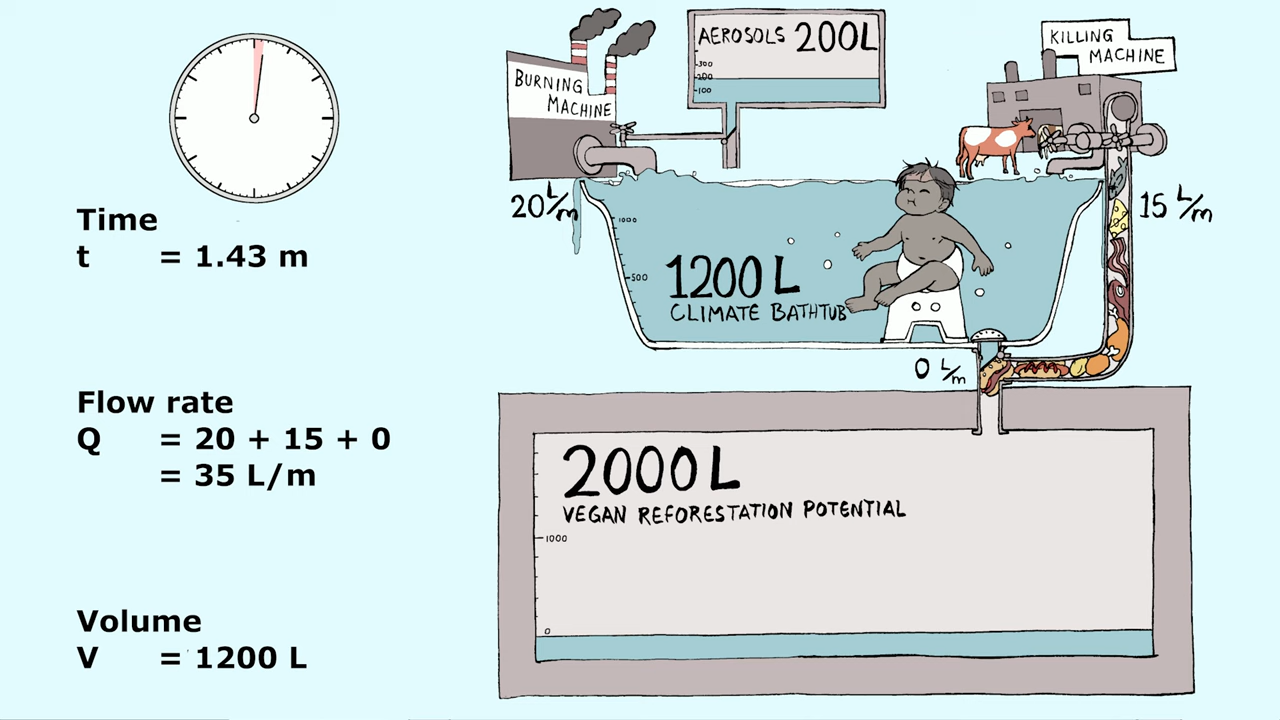 Time
t = 1.43 m
Flow rate
Q = 20 + 15 + 0
= 35 L/m
Volume
V = 1200 L
BURNING
MACHINE
AEROSOLS 200L
300
200
100
KILLING
MACHINE
20 L/m
15 L/m
1000
500
1200 L
CLIMATE BATHTUB
0 L/m
2000 L
VEGAN REFORESTATION POTENTIAL
1000
0